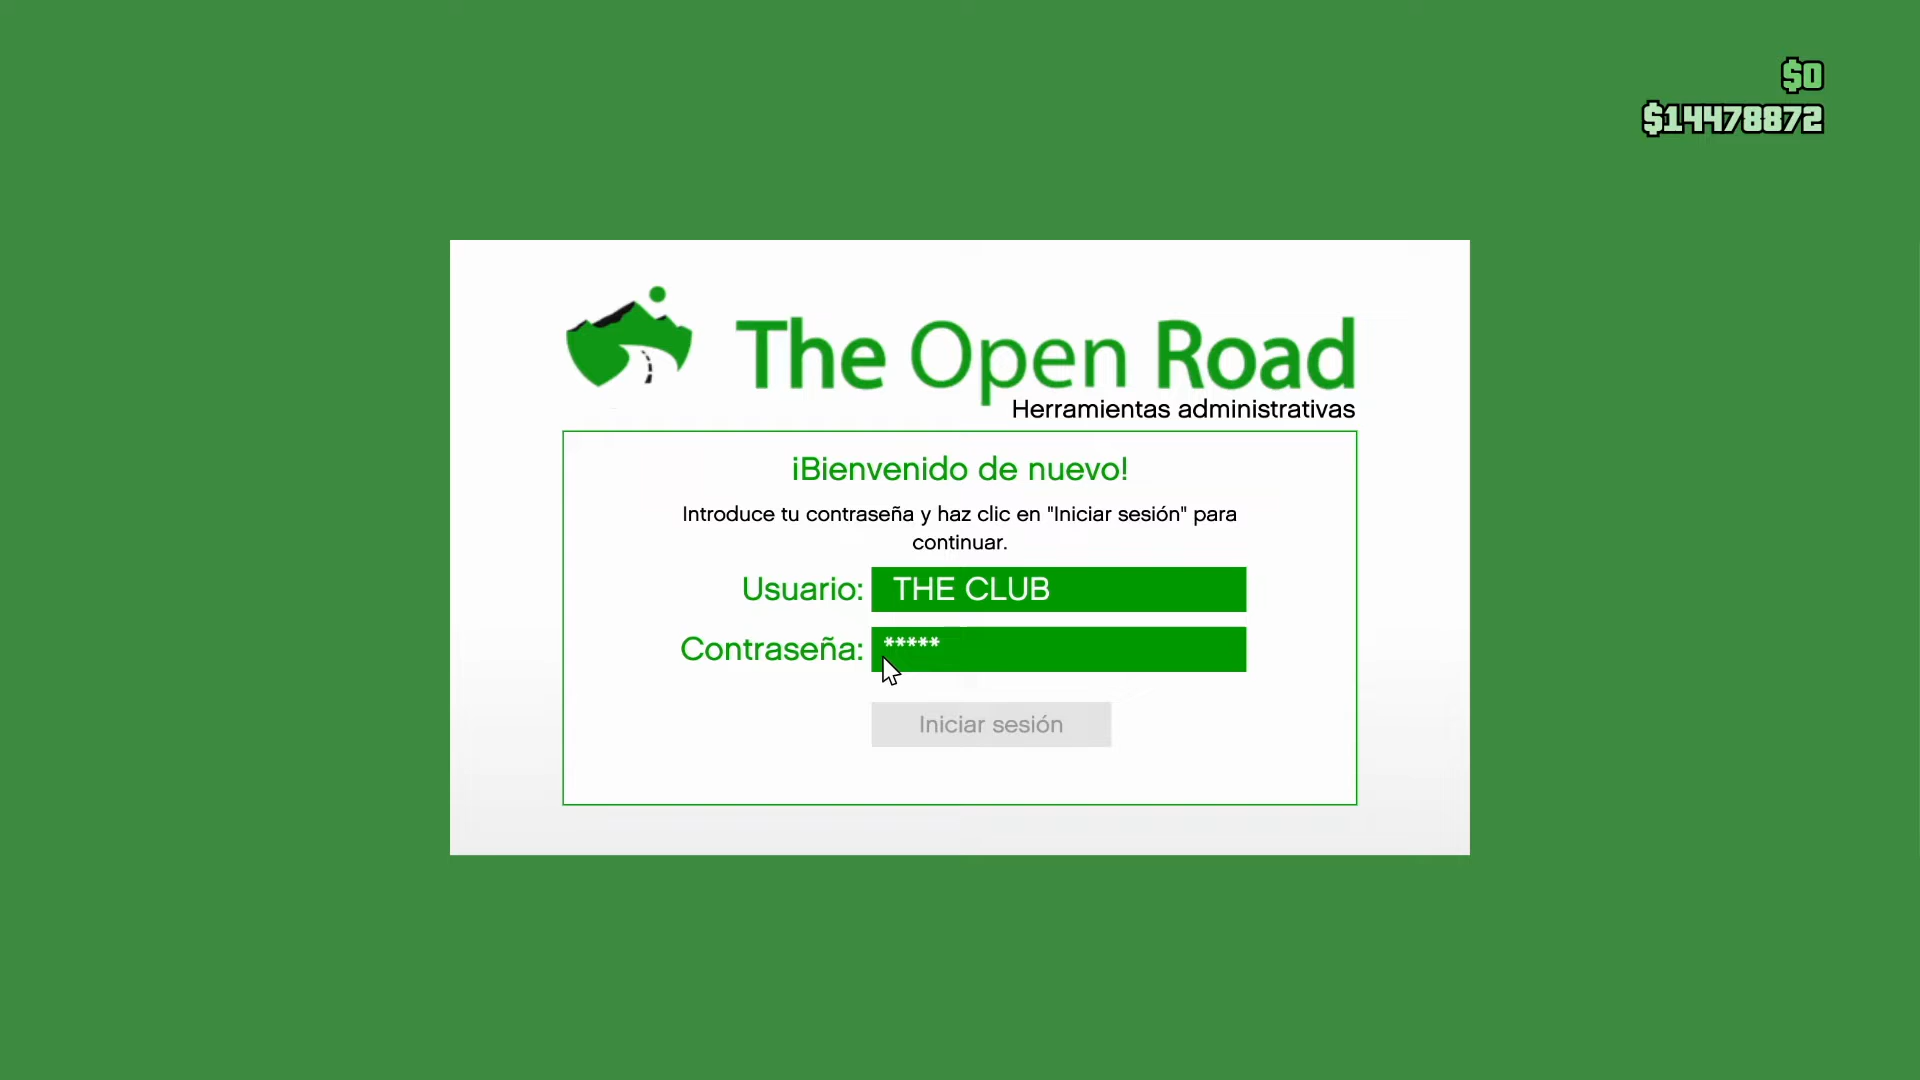 $0
$14478872
The Open Road
Herramientas administrativas
¡Bienvenido de nuevo!
Introduce tu contraseña y haz clic en "Iniciar sesión" para
continuar.
Usuario: THE CLUB
Contraseña: *****
Iniciar sesión